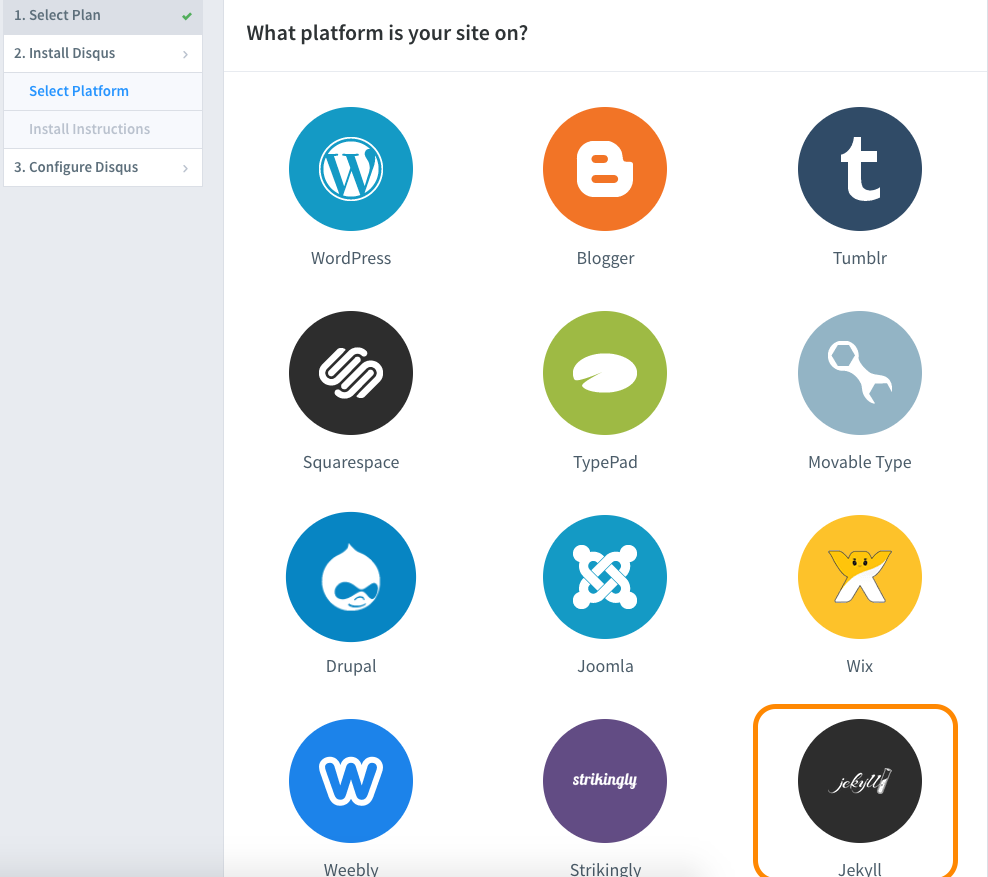 1. Select Plan
2. Install Disqus
Select Platform
Install Instructions
3. Configure Disqus
What platform is your site on?
WordPress
Blogger
Tumblr
Squarespace
TypePad
Movable Type
Drupal
Joomla
Wix
strikingly
jekyll
Weebly
Strikingly
Jekyll